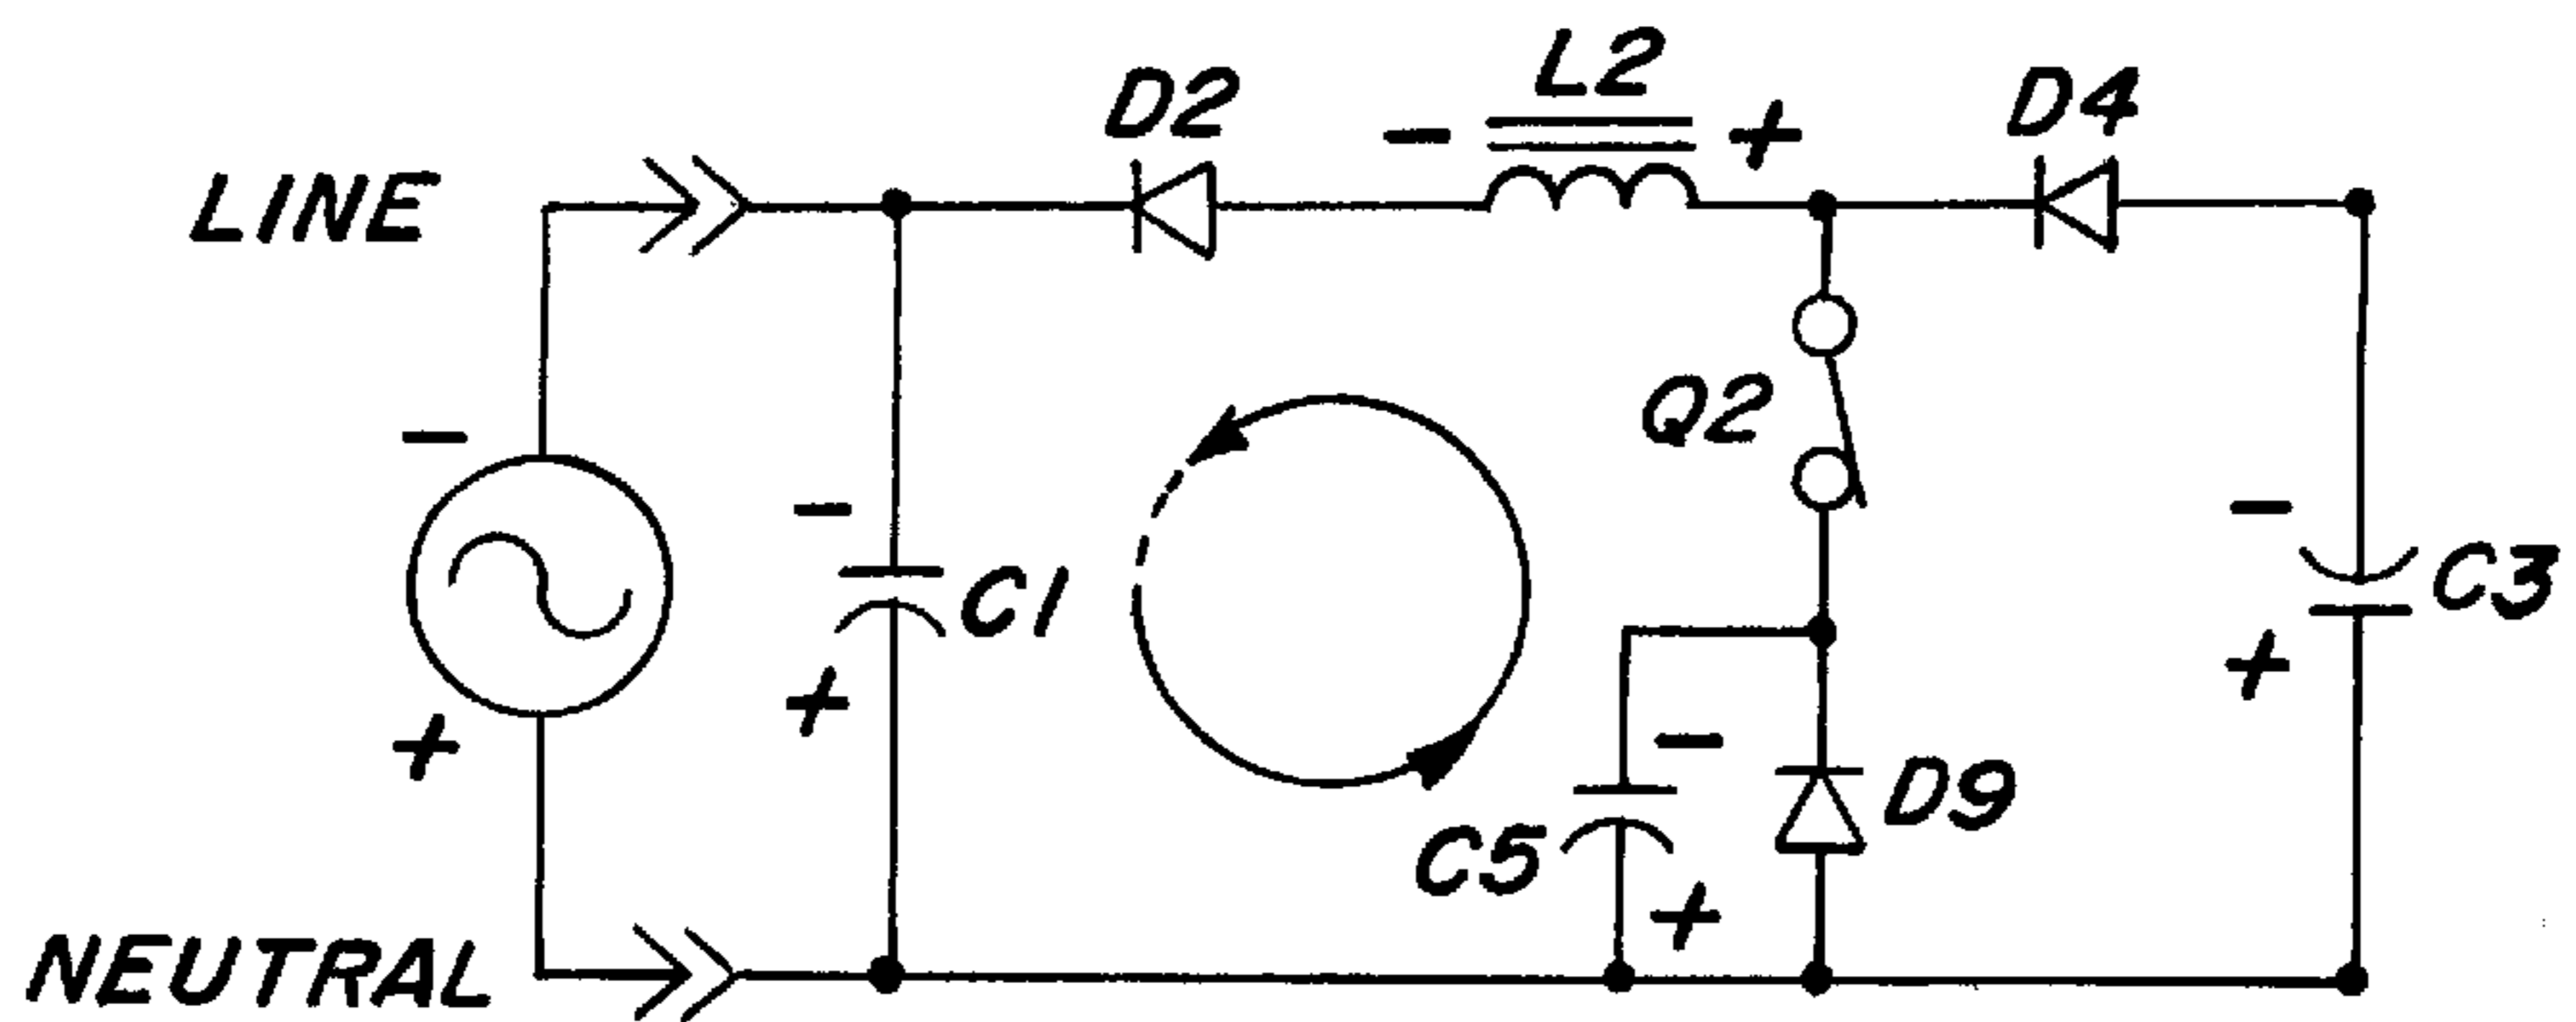 L2
D2
D4
- +
LINE
Q2
-
-
-
C1
C3
+
+
+
-
D9
C5
+
NEUTRAL